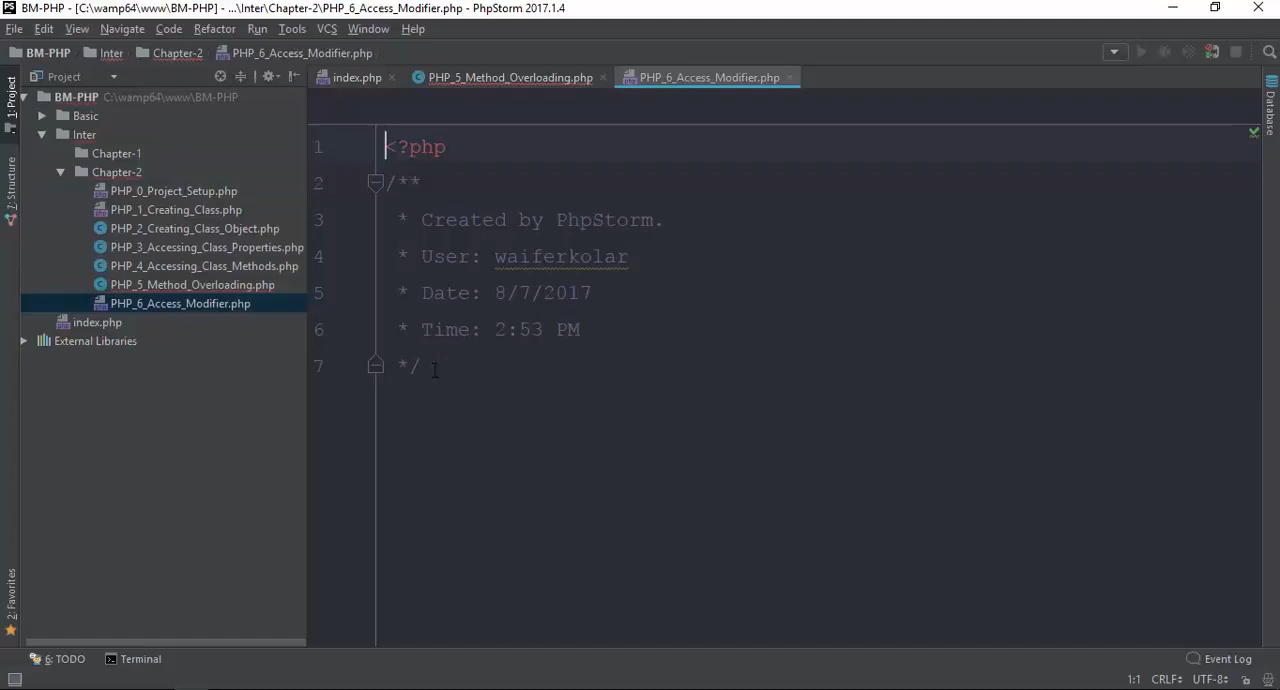 BM-PHP - [C:\wamp64\www\BM-PHP] - ...\Inter\Chapter-2\PHP_6_Access_Modifier.php - PhpStorm 2017.1.4
File Edit View Navigate Code Refactor Run Tools VCS Window Help
BM-PHP Inter Chapter-2 PHP_6_Access_Modifier.php
Project
index.php PHP_5_Method_Overloading.php PHP_6_Access_Modifier.php
1: Project
7: Structure
2: Favorites
BM-PHP C:\wamp64\www\BM-PHP
Basic
Inter
Chapter-1
Chapter-2
PHP_0_Project_Setup.php
PHP_1_Creating_Class.php
PHP_2_Creating_Class_Object.php
PHP_3_Accessing_Class_Properties.php
PHP_4_Accessing_Class_Methods.php
PHP_5_Method_Overloading.php
PHP_6_Access_Modifier.php
index.php
External Libraries
1 <?php
2 /**
3 * Created by PhpStorm.
4 * User: waiferkolar
5 * Date: 8/7/2017
6 * Time: 2:53 PM
7 */
Database
6: TODO Terminal Event Log
1:1 CRLF UTF-8